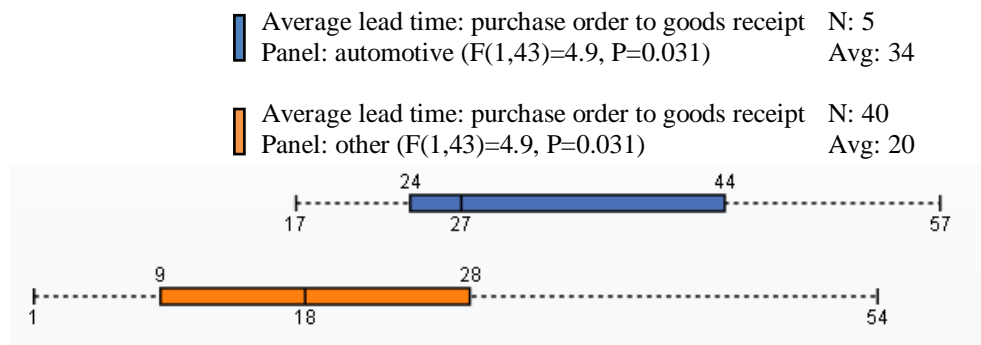 Average lead time: purchase order to goods receipt N: 5
Panel: automotive (F(1,43)=4.9, P=0.031) Avg: 34
Average lead time: purchase order to goods receipt N: 40
Panel: other (F(1,43)=4.9, P=0.031) Avg: 20
24 44
17 27 57
9 28
1 18 54